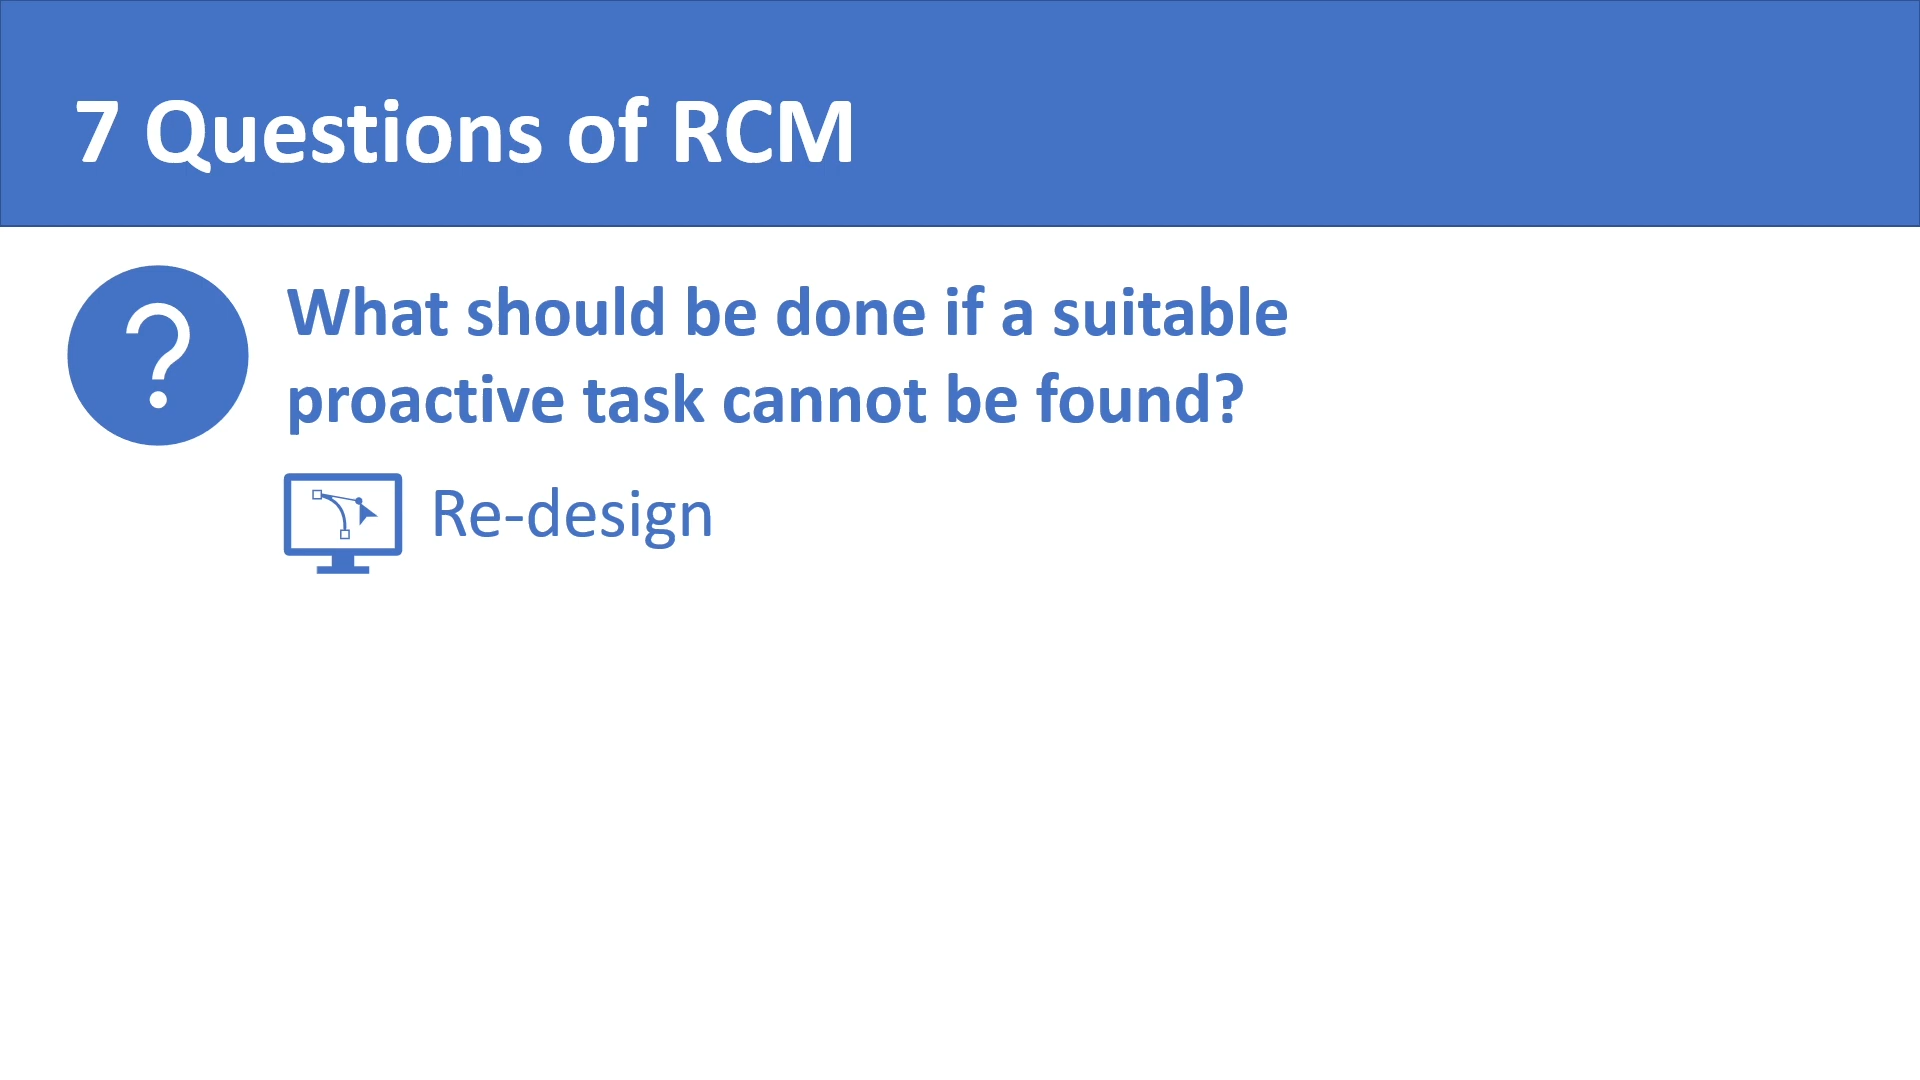 7 Questions of RCM
What should be done if a suitable
proactive task cannot be found?
Re-design